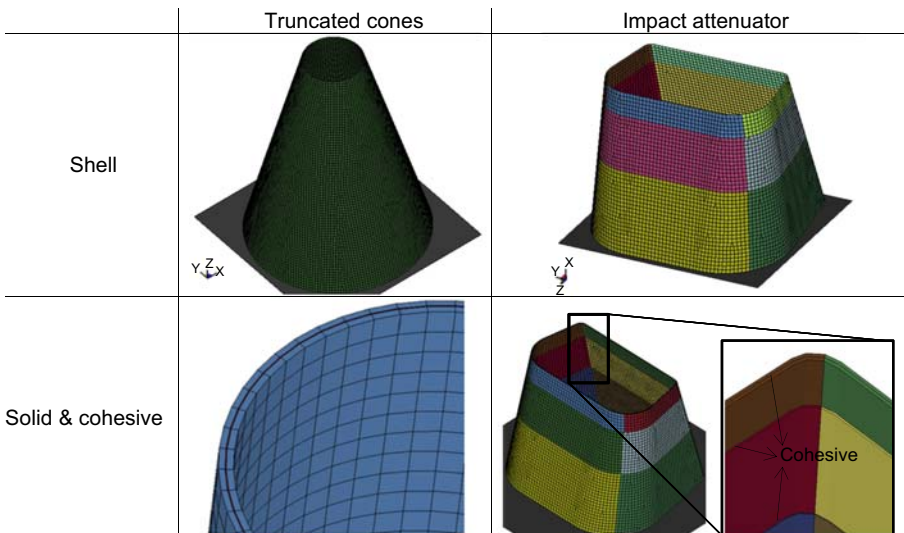 Truncated cones
Impact attenuator
Shell
Y Z X
X
Y
Z
Solid & cohesive
Cohesive